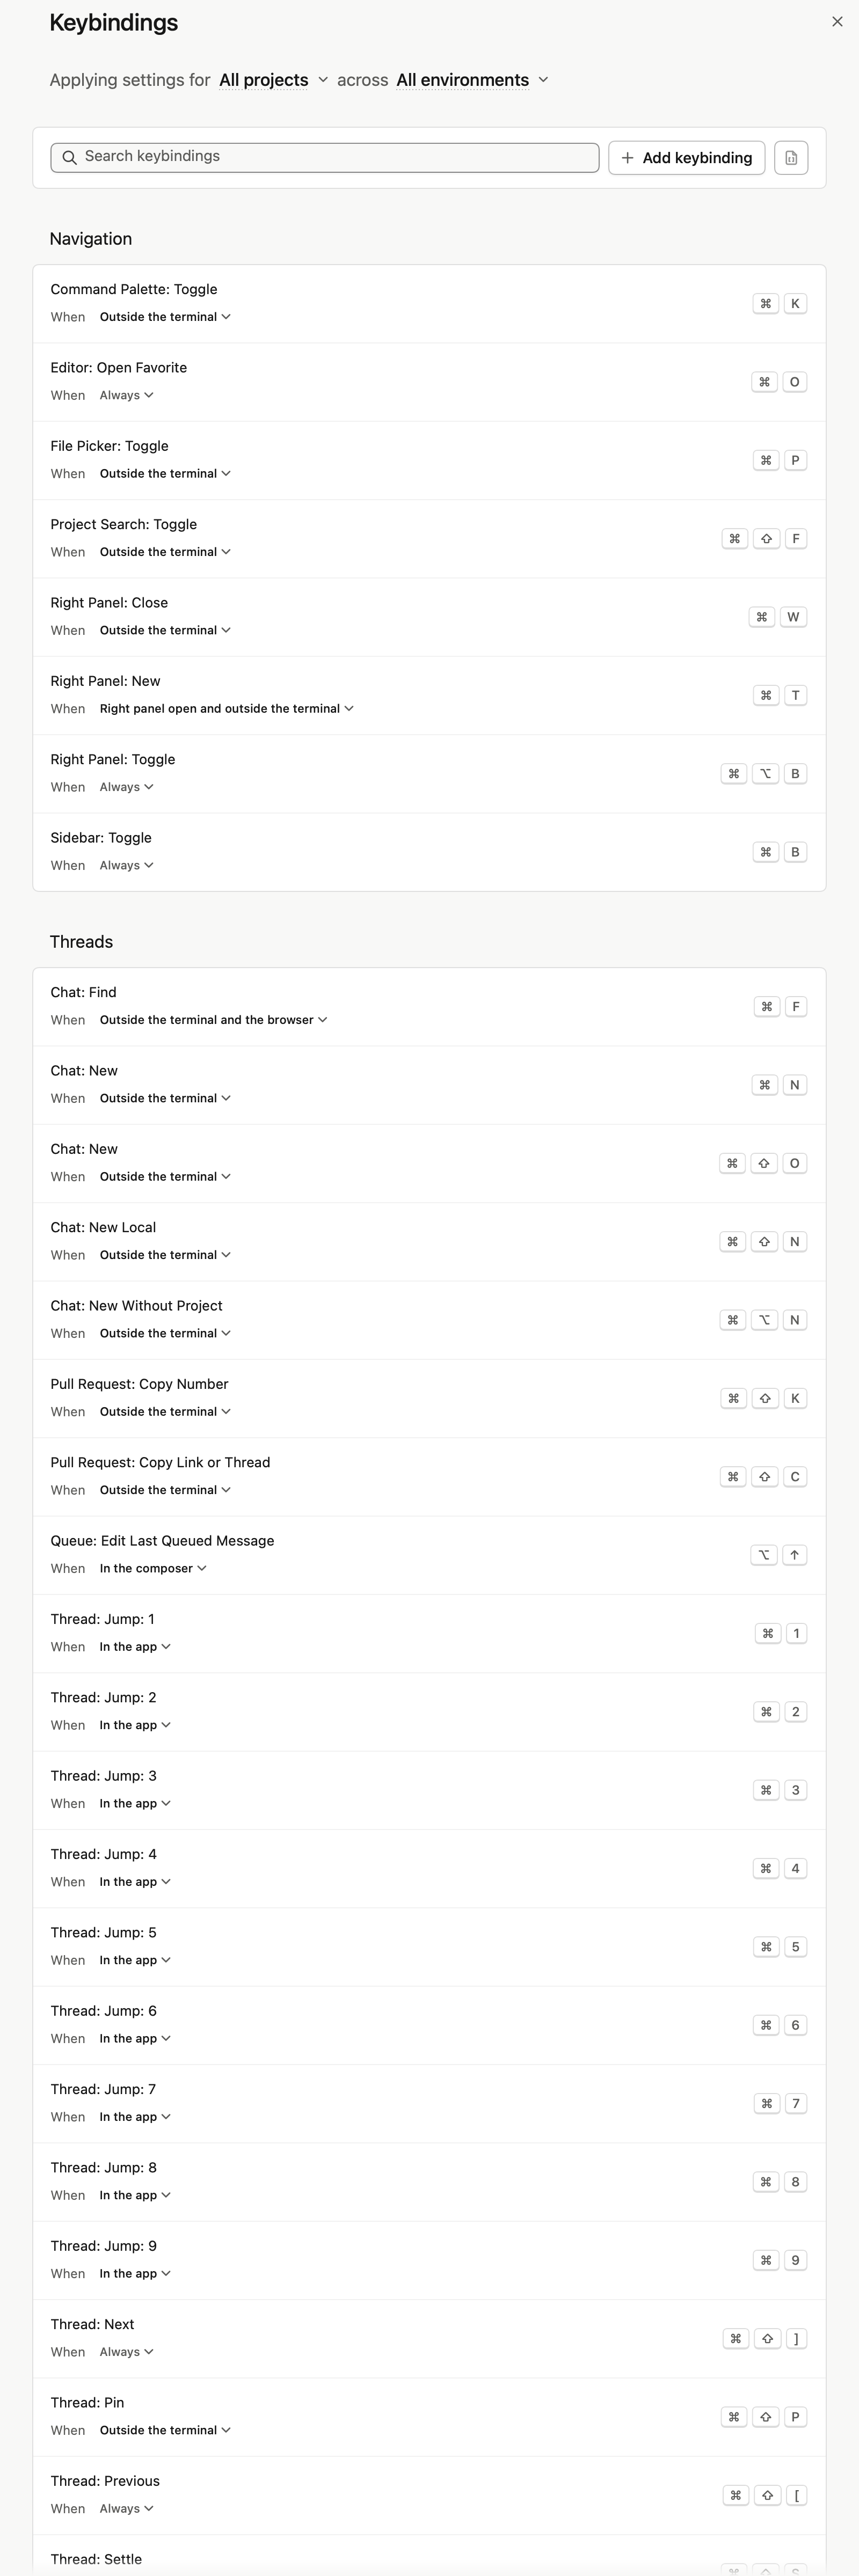 Keybindings
Applying settings for All projects across All environments
Search keybindings
Add keybinding
Navigation
Command Palette: Toggle
⌘ K
When Outside the terminal
Editor: Open Favorite
⌘ O
When Always
File Picker: Toggle
⌘ P
When Outside the terminal
Project Search: Toggle
⌘ ⇧ F
When Outside the terminal
Right Panel: Close
⌘ W
When Outside the terminal
Right Panel: New
⌘ T
When Right panel open and outside the terminal
Right Panel: Toggle
⌘ ⌥ B
When Always
Sidebar: Toggle
⌘ B
When Always
Threads
Chat: Find
⌘ F
When Outside the terminal and the browser
Chat: New
⌘ N
When Outside the terminal
Chat: New
⌘ ⇧ O
When Outside the terminal
Chat: New Local
⌘ ⇧ N
When Outside the terminal
Chat: New Without Project
⌘ ⌥ N
When Outside the terminal
Pull Request: Copy Number
⌘ ⇧ K
When Outside the terminal
Pull Request: Copy Link or Thread
⌘ ⇧ C
When Outside the terminal
Queue: Edit Last Queued Message
⌥ ↑
When In the composer
Thread: Jump: 1
⌘ 1
When In the app
Thread: Jump: 2
⌘ 2
When In the app
Thread: Jump: 3
⌘ 3
When In the app
Thread: Jump: 4
⌘ 4
When In the app
Thread: Jump: 5
⌘ 5
When In the app
Thread: Jump: 6
⌘ 6
When In the app
Thread: Jump: 7
⌘ 7
When In the app
Thread: Jump: 8
⌘ 8
When In the app
Thread: Jump: 9
⌘ 9
When In the app
Thread: Next
⌘ ⇧ ]
When Always
Thread: Pin
⌘ ⇧ P
When Outside the terminal
Thread: Previous
⌘ ⇧ [
When Always
Thread: Settle